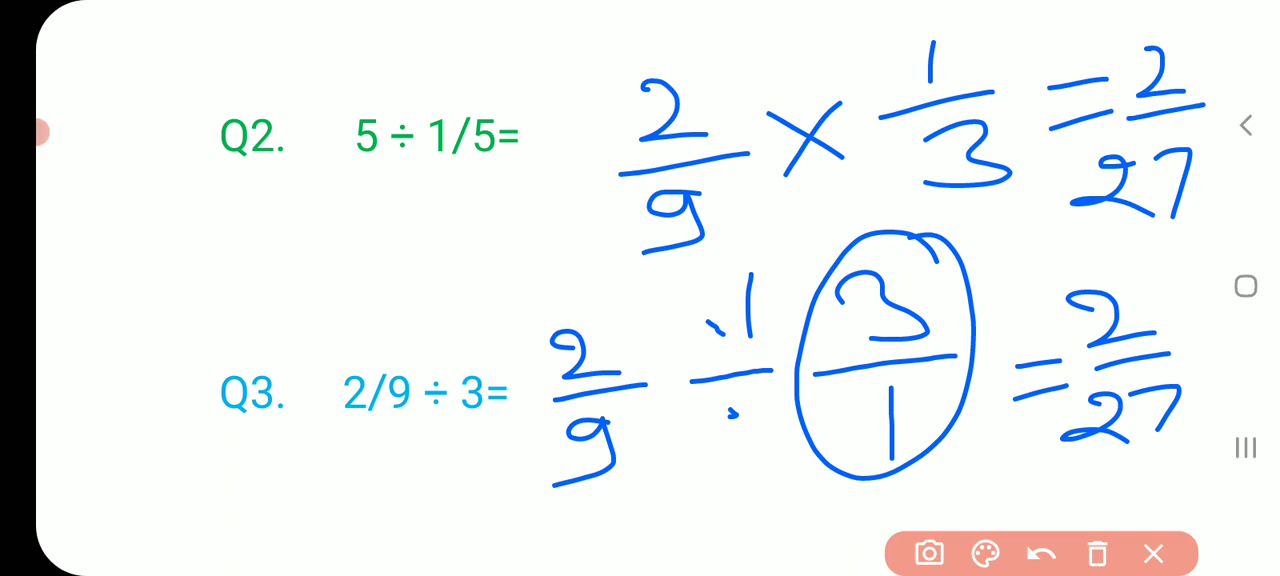 Q2. 5 ÷ 1/5= 2/9 × 1/3 = 2/27
Q3. 2/9 ÷ 3= 2/9 ÷ 3/1 = 2/27